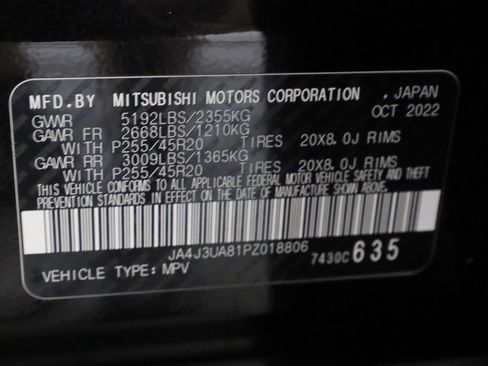 MFD.BY MITSUBISHI MOTORS CORPORATION , JAPAN
GVWR 5192LBS/2355KG OCT 2022
GAWR FR 2668LBS/1210KG
WITH P255/45R20 TIRES 20X8.0J RIMS
GAWR RR 3009LBS/1365KG
WITH P255/45R20 TIRES 20X8.0J RIMS
THIS VEHICLE CONFORMS TO ALL APPLICABLE FEDERAL MOTOR VEHICLE SAFETY AND THEFT
PREVENTION STANDARDS IN EFFECT ON THE DATE OF MANUFACTURE SHOWN ABOVE.
JA4J3UA81PZ018806 7430C635
VEHICLE TYPE: MPV